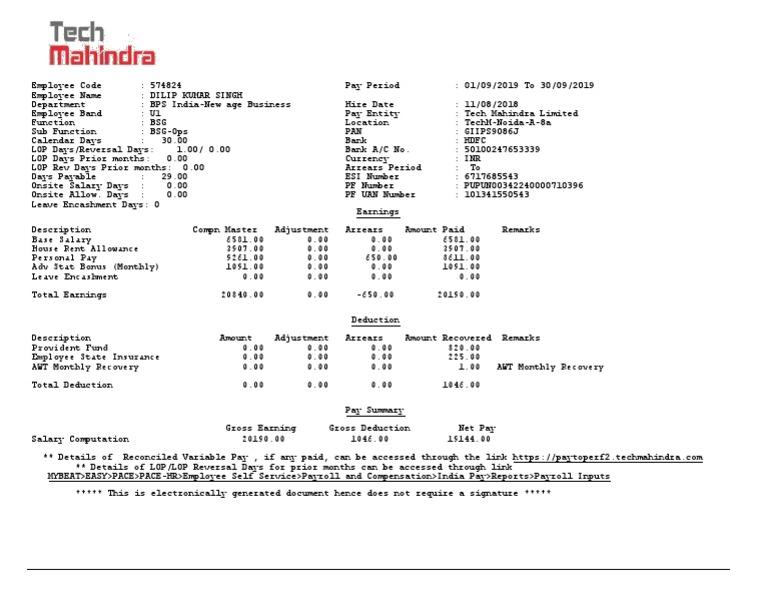 Tech
Mahindra
Employee Code : 574824 Pay Period : 01/09/2019 To 30/09/2019
Employee Name : DILIP KUMAR SINGH
Department : BPS India-New age Business Hire Date : 11/08/2018
Employee Band : U1 Pay Entity : Tech Mahindra Limited
Function : BSG Location : TechM-Noida-A-8a
Sub Function : BSG-Ops PAN : GIIPS9086J
Calendar Days : 30.00 Bank : HDFC
LOP Days/Reversal Days: 1.00/ 0.00 Bank A/C No. : 50100247653339
LOP Days Prior months: 0.00 Currency : INR
LOP Rev Days Prior months: 0.00 Arrears Period : To
Days Payable : 29.00 ESI Number : 6717685543
Onsite Salary Days : 0.00 PF Number : PUPUN00342240000710396
Onsite Allow. Days : 0.00 PF UAN Number : 101341550543
Leave Encashment Days: 0
Earnings
Description Compn Master Adjustment Arrears Amount Paid Remarks
Base Salary 6581.00 0.00 0.00 6581.00
House Rent Allowance 3907.00 0.00 0.00 3907.00
Personal Pay 9261.00 0.00 650.00 8611.00
Adv Stat Bonus (Monthly) 1091.00 0.00 0.00 1091.00
Leave Encashment 0.00 0.00 0.00 0.00
Total Earnings 20840.00 0.00 -650.00 20190.00
Deduction
Description Amount Adjustment Arrears Amount Recovered Remarks
Provident Fund 0.00 0.00 0.00 820.00
Employee State Insurance 0.00 0.00 0.00 225.00
AWT Monthly Recovery 0.00 0.00 0.00 1.00 AWT Monthly Recovery
Total Deduction 0.00 0.00 0.00 1046.00
Pay Summary
Gross Earning Gross Deduction Net Pay
Salary Computation 20190.00 1046.00 19144.00
** Details of Reconciled Variable Pay , if any paid, can be accessed through the link https://paytoperf2.techmahindra.com
** Details of LOP/LOP Reversal Days for prior months can be accessed through link
MYBEAT>EASY>PACE>PACE-HR>Employee Self Service>Payroll and Compensation>India Pay>Reports>Payroll Inputs
***** This is electronically generated document hence does not require a signature *****